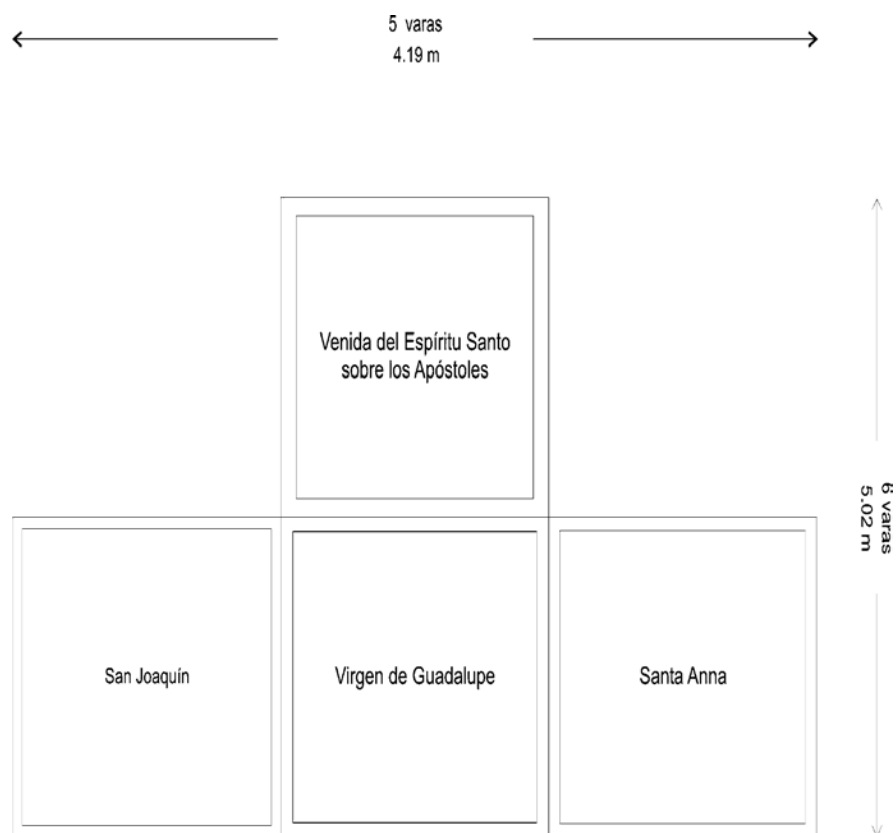 5 varas
4.19 m
Venida del Espíritu Santo
sobre los Apóstoles
6 varas
5.02 m
San Joaquín
Virgen de Guadalupe
Santa Anna